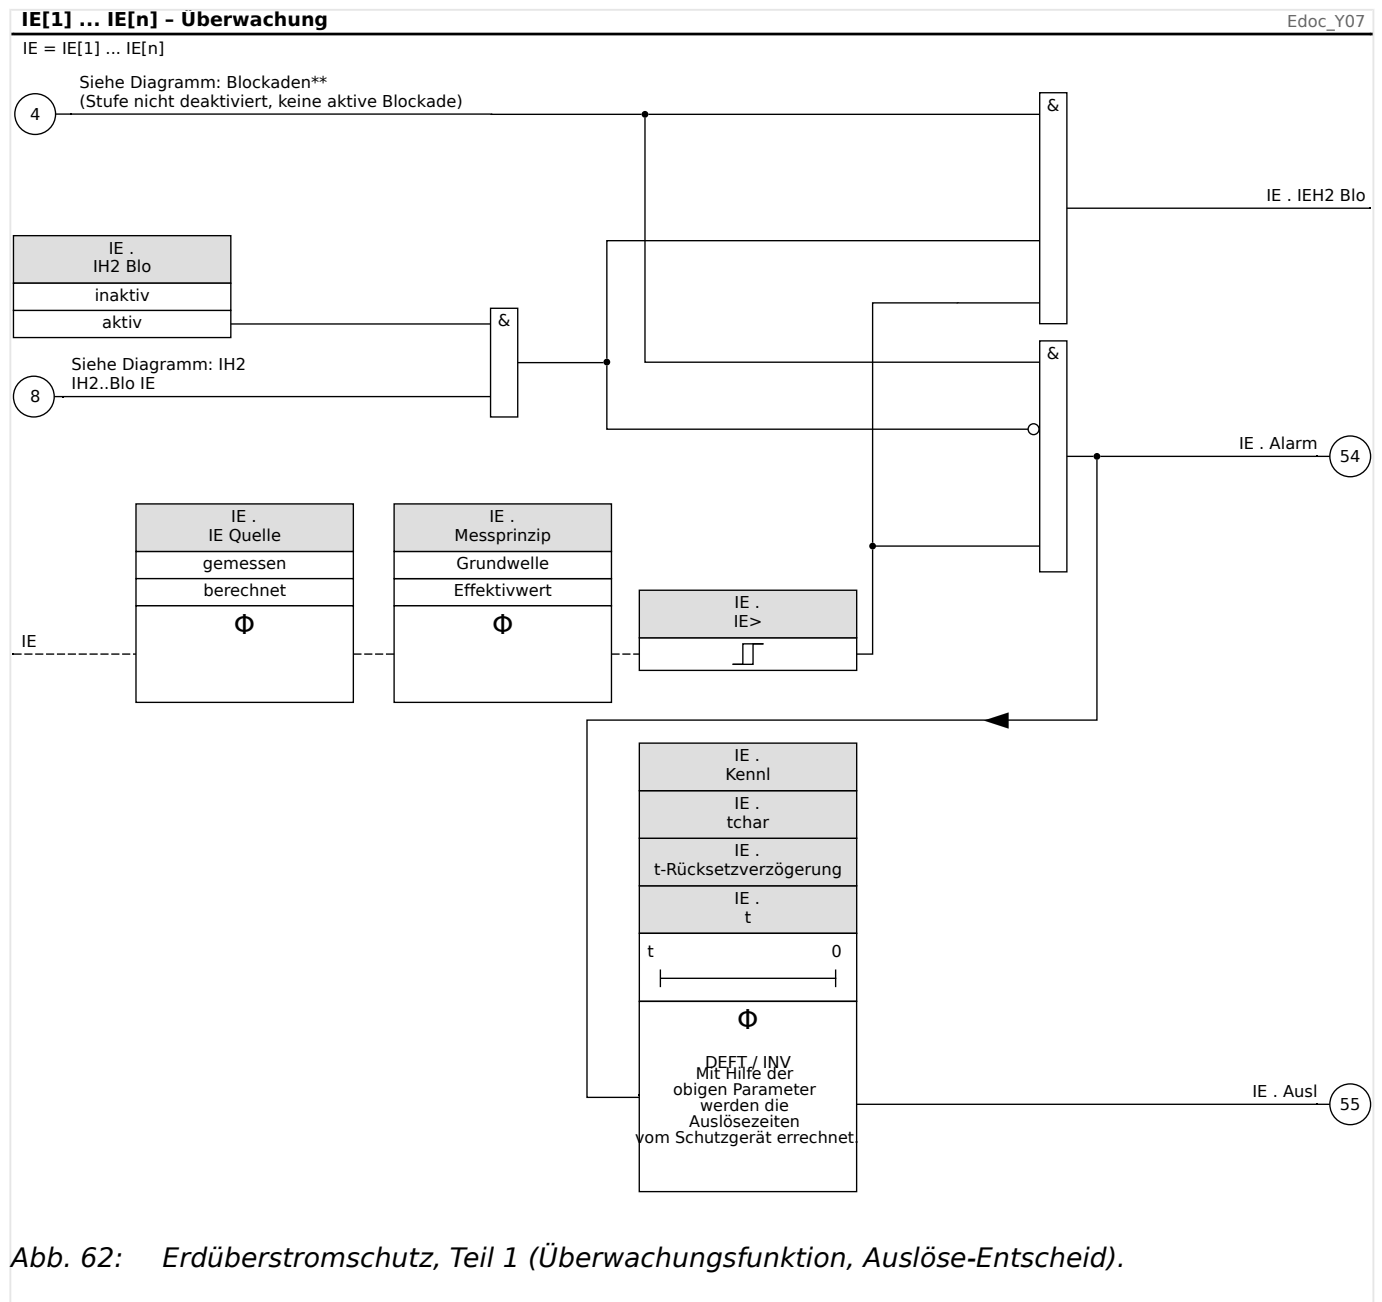 IE[1] ... IE[n] – Überwachung
Edoc_Y07
IE = IE[1] ... IE[n]
Siehe Diagramm: Blockaden**
(Stufe nicht deaktiviert, keine aktive Blockade)
4
&
IE . IEH2 Blo
IE .
IH2 Blo
inaktiv
aktiv
&
Siehe Diagramm: IH2
IH2..Blo IE
8
&
IE . Alarm
54
IE .
IE Quelle
gemessen
berechnet
Φ
IE .
Messprinzip
Grundwelle
Effektivwert
Φ
IE
IE .
IE>
IE .
Kennl
IE .
tchar
IE .
t-Rücksetzverzögerung
IE .
t
t 0
Φ
DEFT / INV
Mit Hilfe der
obigen Parameter
werden die
Auslösezeiten
vom Schutzgerät errechnet.
IE . Ausl
55
Abb. 62: Erdüberstromschutz, Teil 1 (Überwachungsfunktion, Auslöse-Entscheid).